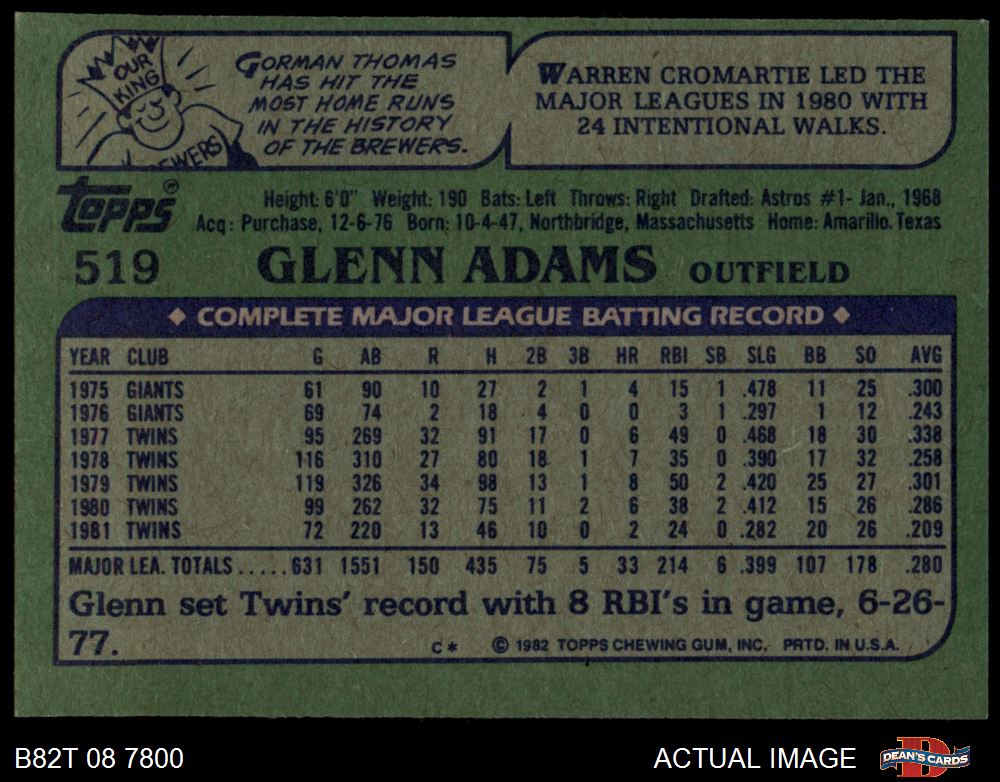 OUR
KING
BREWERS
GORMAN THOMAS
HAS HIT THE
MOST HOME RUNS
IN THE HISTORY
OF THE BREWERS.
WARREN CROMARTIE LED THE
MAJOR LEAGUES IN 1980 WITH
24 INTENTIONAL WALKS.
Topps®
Height: 6'0" Weight: 190 Bats: Left Throws: Right Drafted: Astros #1- Jan., 1968
Acq: Purchase, 12-6-76 Born: 10-4-47, Northbridge, Massachusetts Home: Amarillo, Texas
519 GLENN ADAMS OUTFIELD
◆ COMPLETE MAJOR LEAGUE BATTING RECORD ◆
YEAR CLUB G AB R H 2B 3B HR RBI SB SLG BB SO AVG
1975 GIANTS 61 90 10 27 2 1 4 15 1 .478 11 25 .300
1976 GIANTS 69 74 2 18 4 0 0 3 1 .297 1 12 .243
1977 TWINS 95 269 32 91 17 0 6 49 0 .468 18 30 .338
1978 TWINS 116 310 27 80 18 1 7 35 0 .390 17 32 .258
1979 TWINS 119 326 34 98 13 1 8 50 2 .420 25 27 .301
1980 TWINS 99 262 32 75 11 2 6 38 2 .412 15 26 .286
1981 TWINS 72 220 13 46 10 0 2 24 0 .282 20 26 .209
MAJOR LEA. TOTALS.....631 1551 150 435 75 5 33 214 6 .399 107 178 .280
Glenn set Twins' record with 8 RBI's in game, 6-26-
77.
C* © 1982 TOPPS CHEWING GUM, INC. PRTD. IN U.S.A.
B82T 08 7800
ACTUAL IMAGE
DEAN'S CARDS